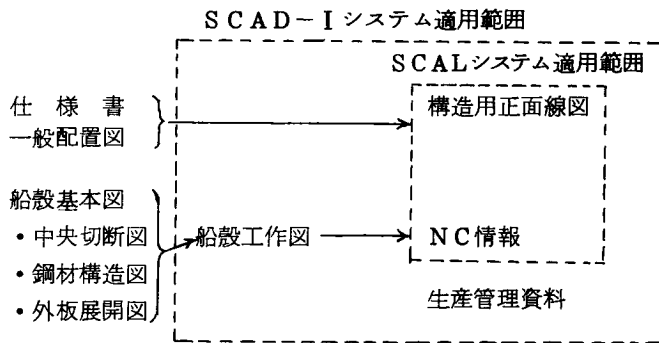 SCAD-Iシステム適用範囲
SCALシステム適用範囲
仕様書
一般配置図
構造用正面線図
船殻基本図
・中央切断図
・鋼材構造図
・外板展開図
船殻工作図
NC情報
生産管理資料